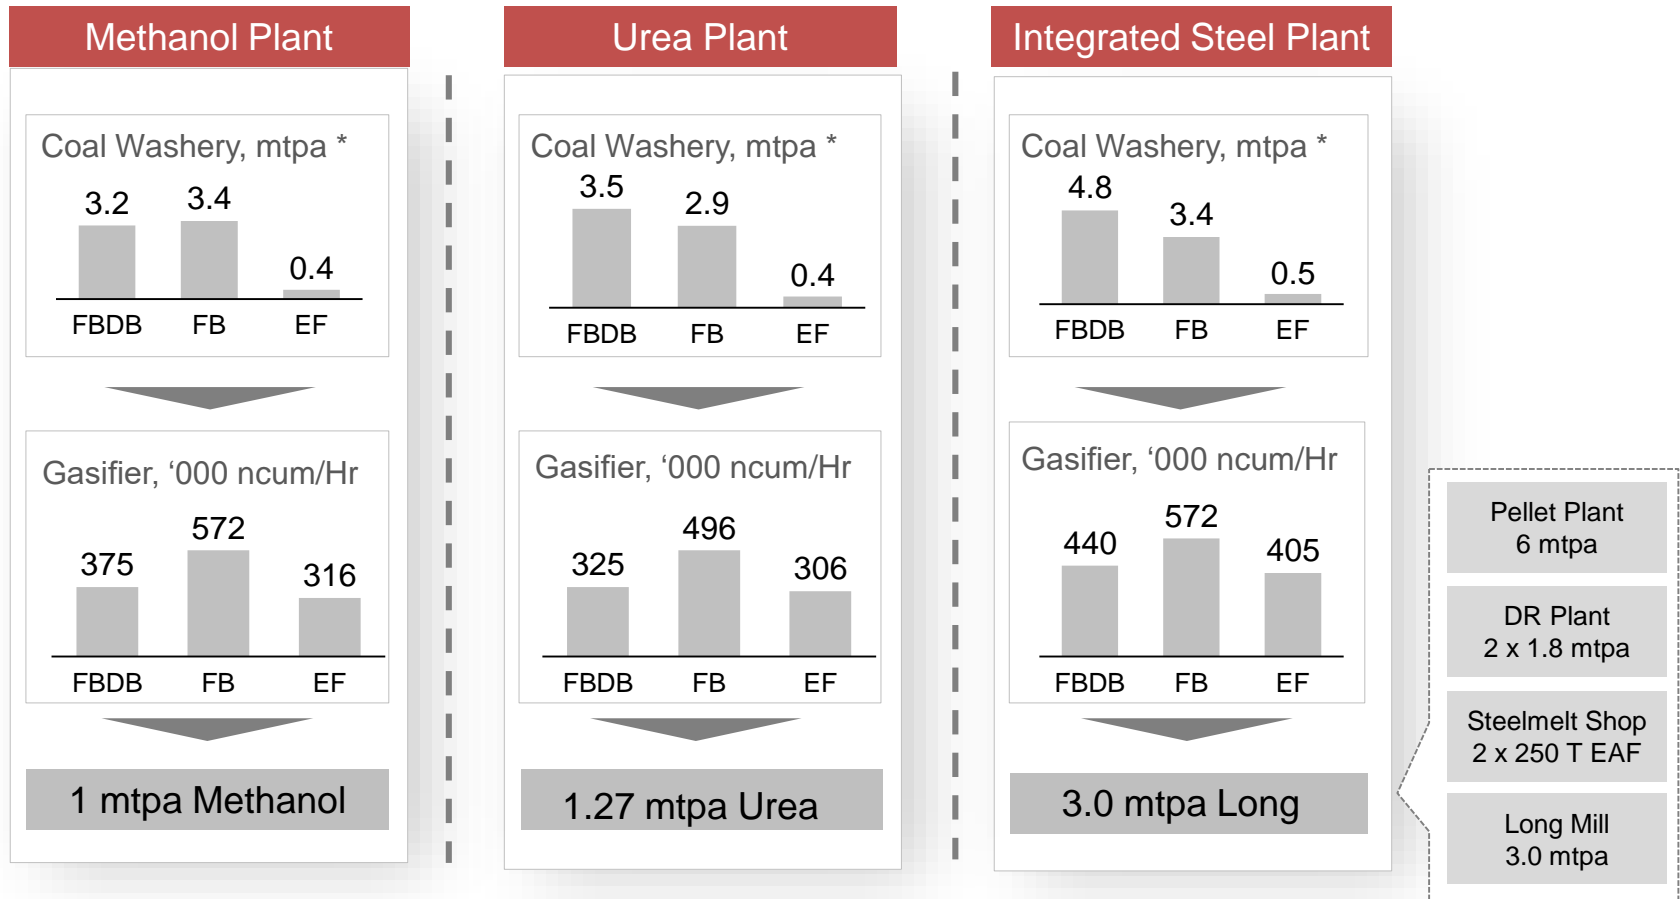 Methanol Plant
Coal Washery, mtpa *
3.2 3.4 0.4
FBDB FB EF
Gasifier, ‘000 ncum/Hr
375 572 316
FBDB FB EF
1 mtpa Methanol
Urea Plant
Coal Washery, mtpa *
3.5 2.9 0.4
FBDB FB EF
Gasifier, ‘000 ncum/Hr
325 496 306
FBDB FB EF
1.27 mtpa Urea
Integrated Steel Plant
Coal Washery, mtpa *
4.8 3.4 0.5
FBDB FB EF
Gasifier, ‘000 ncum/Hr
440 572 405
FBDB FB EF
3.0 mtpa Long
Pellet Plant
6 mtpa
DR Plant
2 x 1.8 mtpa
Steelmelt Shop
2 x 250 T EAF
Long Mill
3.0 mtpa